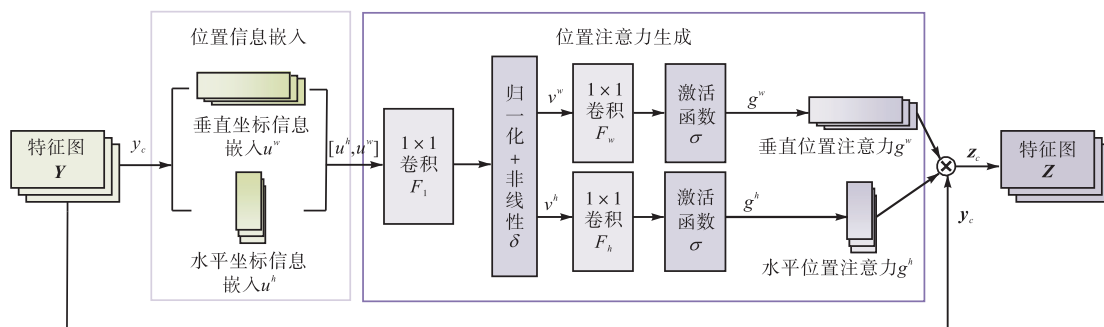 位置信息嵌入
位置注意力生成
特征图
Y
y_c
垂直坐标信息
嵌入u^w
水平坐标信息
嵌入u^h
[u^h,u^w]
1×1
卷积
F_1
归一化+非线性δ
v^w
1×1
卷积
F_w
激活
函数
σ
g^w
垂直位置注意力g^w
v^h
1×1
卷积
F_h
激活
函数
σ
g^h
水平位置注意力g^h
z_c
y_c
特征图
Z